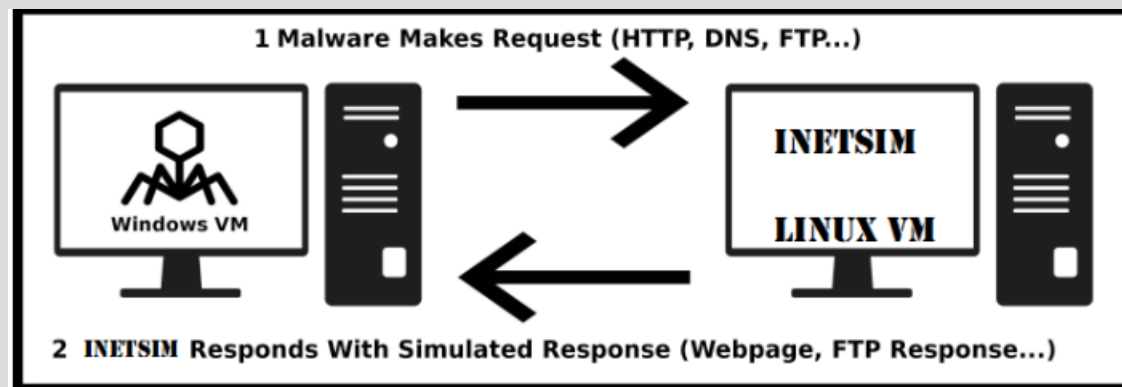 1 Malware Makes Request (HTTP, DNS, FTP...)
Windows VM
INETSIM
LINUX VM
2 INETSIM Responds With Simulated Response (Webpage, FTP Response...)